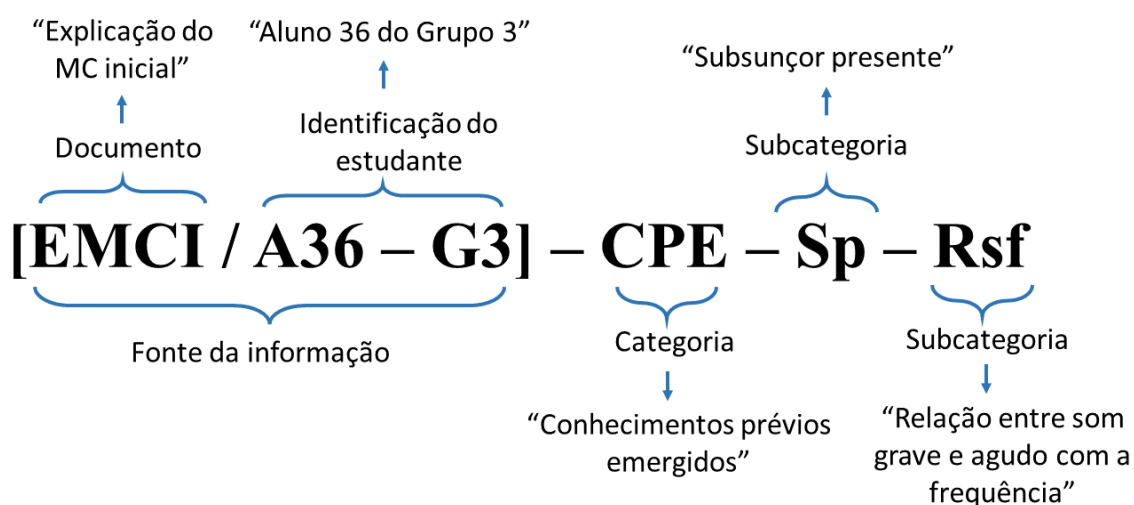 “Explicação do
MC inicial”
“Aluno 36 do Grupo 3”
“Subsunçor presente”
Documento
Identificação do
estudante
Subcategoria
[EMCI / A36 – G3] – CPE – Sp – Rsf
Fonte da informação
Categoria
Subcategoria
“Conhecimentos prévios
emergidos”
“Relação entre som
grave e agudo com a
frequência”